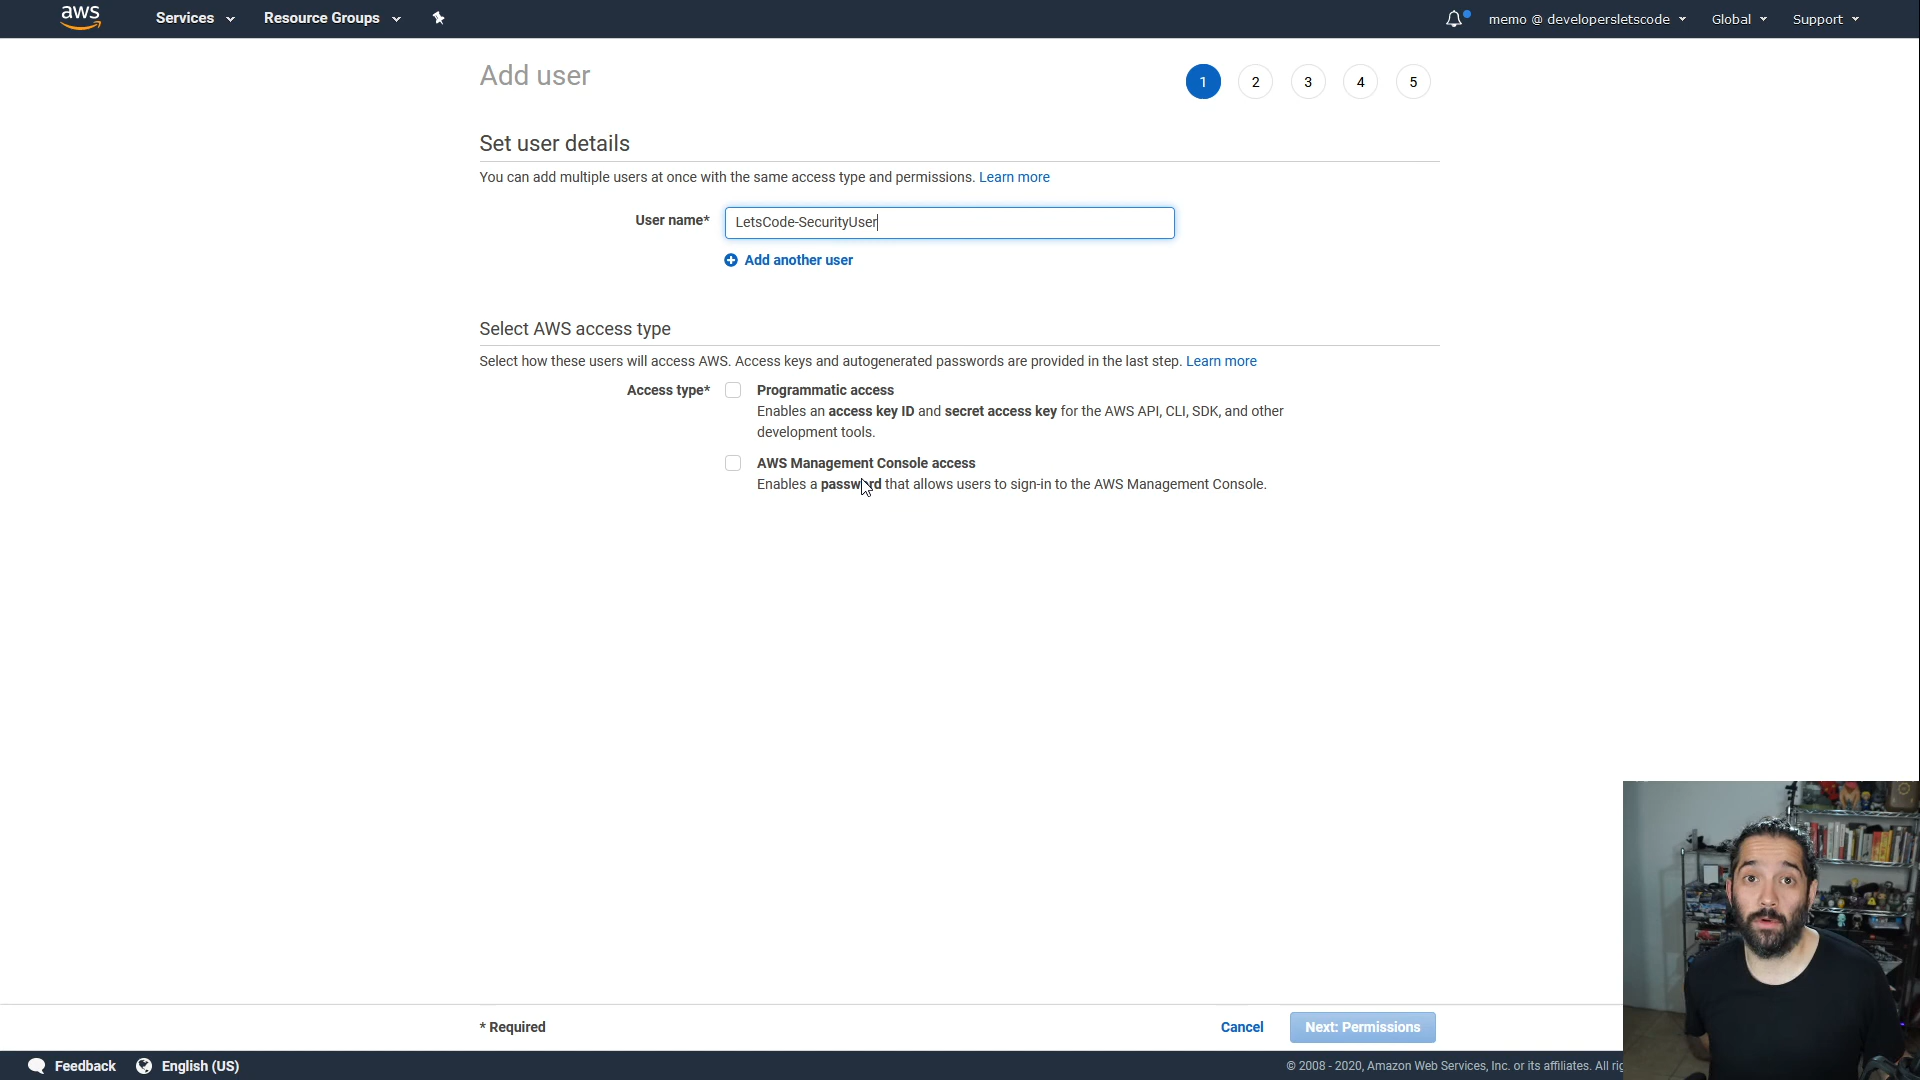 aws Services Resource Groups memo @ developersletscode Global Support
Add user
1 2 3 4 5
Set user details
You can add multiple users at once with the same access type and permissions. Learn more
User name* LetsCode-SecurityUser
Add another user
Select AWS access type
Select how these users will access AWS. Access keys and autogenerated passwords are provided in the last step. Learn more
Access type* Programmatic access
Enables an access key ID and secret access key for the AWS API, CLI, SDK, and other
development tools.
AWS Management Console access
Enables a password that allows users to sign-in to the AWS Management Console.
* Required Cancel Next: Permissions
Feedback English (US) © 2008 - 2020, Amazon Web Services, Inc. or its affiliates. All